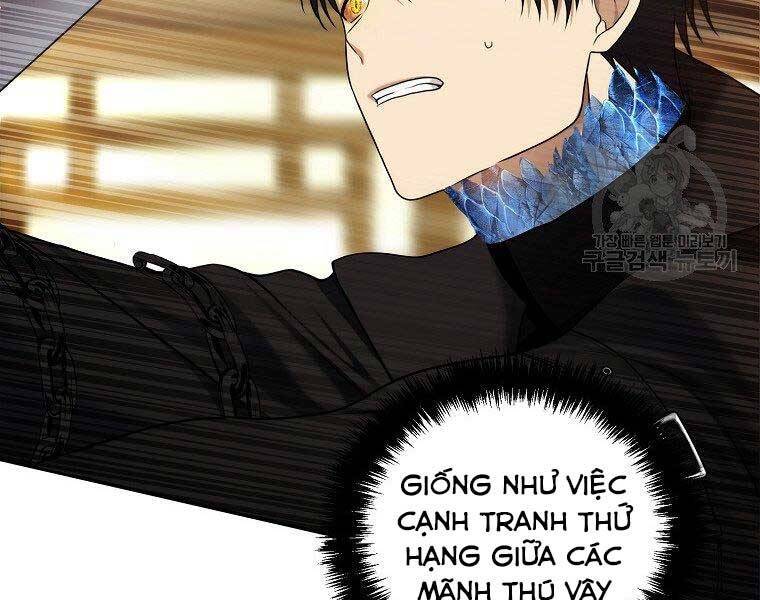 가장 빠른 웹툰 미리보기
구글검색 뉴토끼
GIỐNG NHƯ VIỆC
CẠNH TRANH THỨ
HẠNG GIỮA CÁC
MÃNH THÚ VẬY